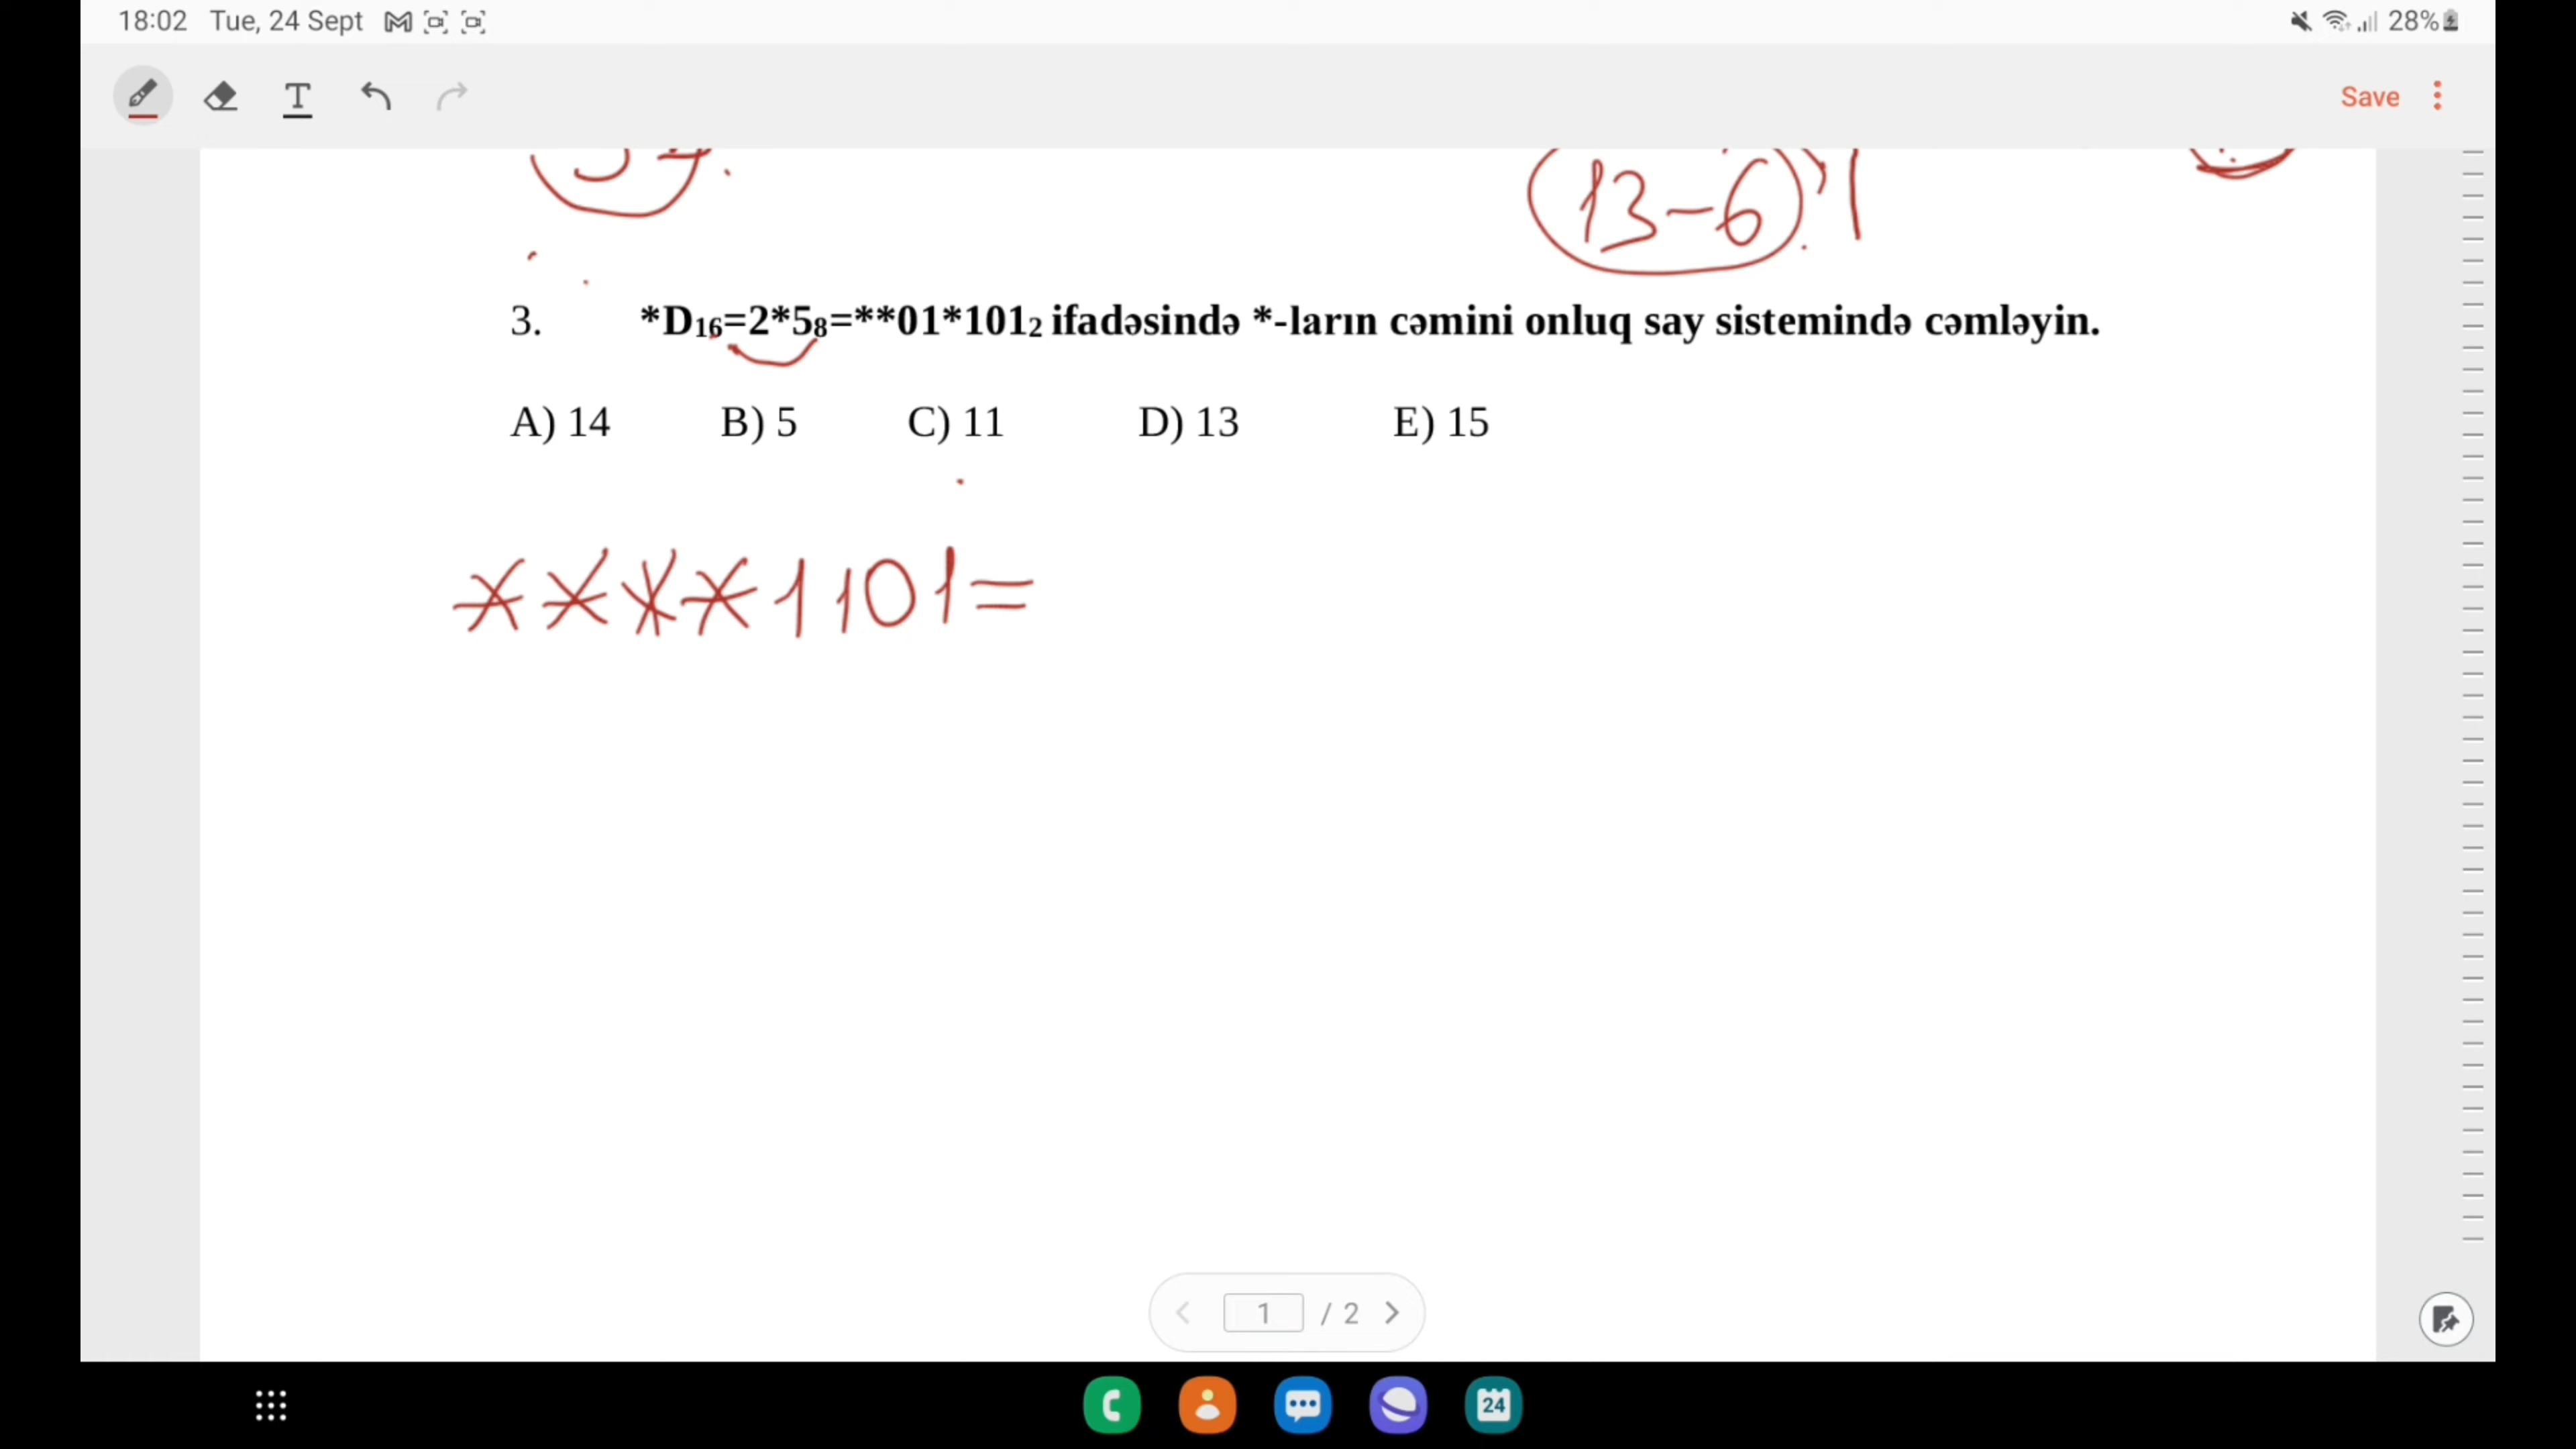 18:02 Tue, 24 Sept 28%
T Save
13-6
3. *D₁₆=2*5₈=**01*101₂ ifadəsində *-ların cəmini onluq say sistemində cəmləyin.
A) 14 B) 5 C) 11 D) 13 E) 15
****1101=
1 / 2
24